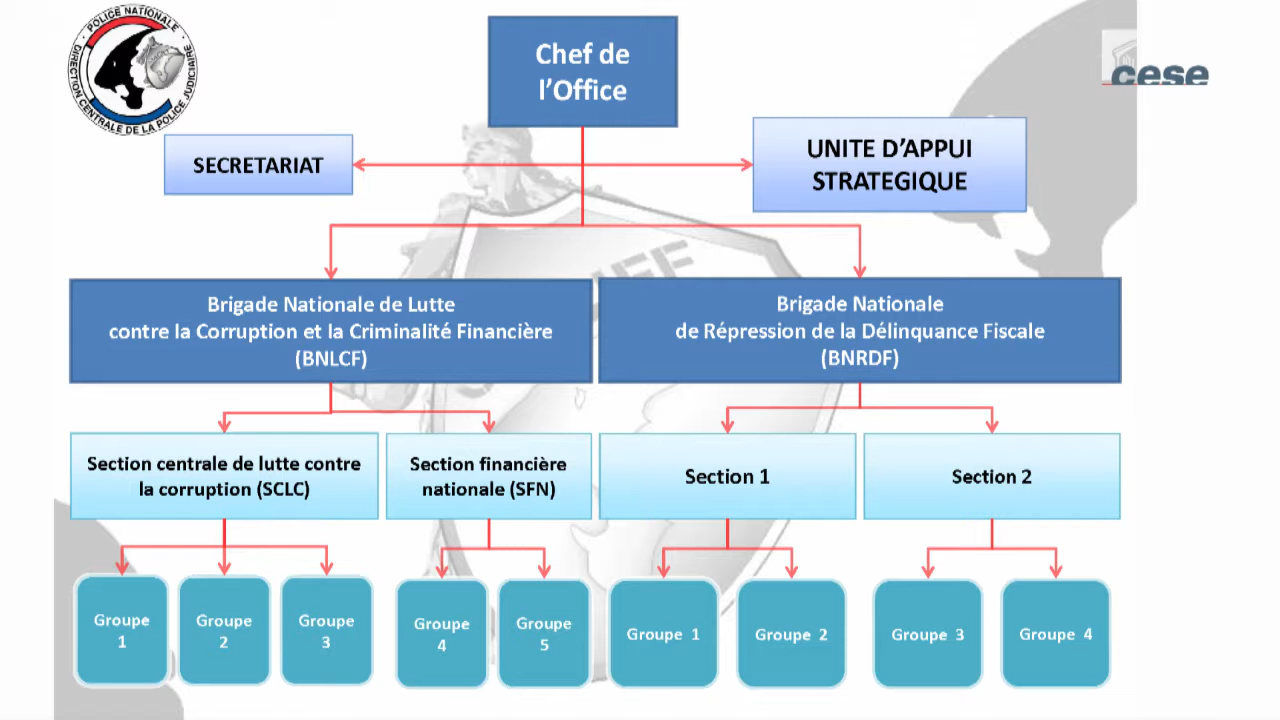 POLICE NATIONALE
DIRECTION CENTRALE DE LA POLICE JUDICIAIRE
cese
Chef de
l'Office
SECRETARIAT
UNITE D'APPUI
STRATEGIQUE
Brigade Nationale de Lutte
contre la Corruption et la Criminalité Financière
(BNLCF)
Brigade Nationale
de Répression de la Délinquance Fiscale
(BNRDF)
Section centrale de lutte contre
la corruption (SCLC)
Section financière
nationale (SFN)
Section 1
Section 2
Groupe
1
Groupe
2
Groupe
3
Groupe
4
Groupe
5
Groupe 1
Groupe 2
Groupe 3
Groupe 4